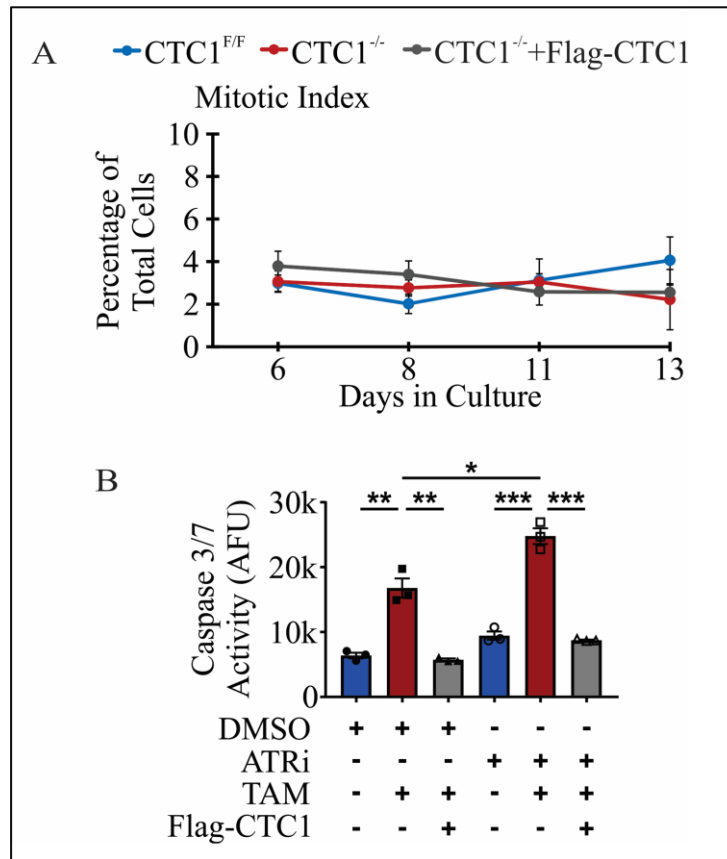 A
CTC1F/F CTC1-/- CTC1-/-+Flag-CTC1
Mitotic Index
Percentage of
Total Cells
10
8
6
4
2
0
6 8 11 13
Days in Culture
B
* 
** ** *** ***
Caspase 3/7
Activity (AFU)
30k
20k
10k
0
DMSO + + + - - -
ATRi - - - + + +
TAM - + + - + +
Flag-CTC1 - - + - - +